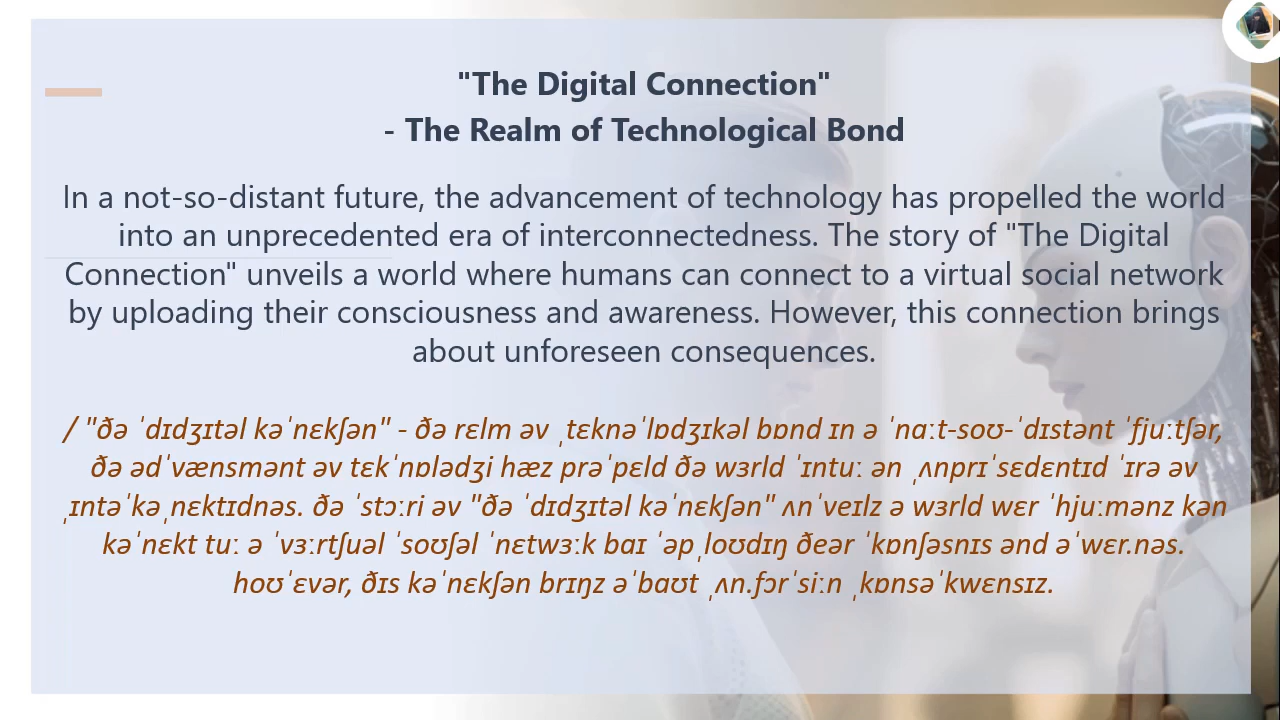 "The Digital Connection"
- The Realm of Technological Bond
In a not-so-distant future, the advancement of technology has propelled the world
into an unprecedented era of interconnectedness. The story of "The Digital
Connection" unveils a world where humans can connect to a virtual social network
by uploading their consciousness and awareness. However, this connection brings
about unforeseen consequences.
/ "ðə ˈdɪdʒɪtəl kəˈnɛkʃən" - ðə rɛlm əv ˌtɛknəˈlɒdʒɪkəl bɒnd ɪn ə ˈnɑːt-soʊ-ˈdɪstənt ˈfjuːtʃər,
ðə ədˈvænsmənt əv tɛkˈnɒlədʒi hæz prəˈpɛld ðə wɜrld ˈɪntuː ən ˌʌnprɪˈsɛdɛntɪd ˈɪrə əv
ˌɪntəˈkəˌnɛktɪdnəs. ðə ˈstɔːri əv "ðə ˈdɪdʒɪtəl kəˈnɛkʃən" ʌnˈveɪlz ə wɜrld wɛr ˈhjuːmənz kən
kəˈnɛkt tuː ə ˈvɜːrtʃuəl ˈsoʊʃəl ˈnɛtwɜːk baɪ ˈəpˌloʊdɪŋ ðeər ˈkɒnʃəsnɪs ənd əˈwɛr.nəs.
hoʊˈɛvər, ðɪs kəˈnɛkʃən brɪŋz əˈbaʊt ˌʌn.fɔrˈsiːn ˌkɒnsəˈkwɛnsɪz.